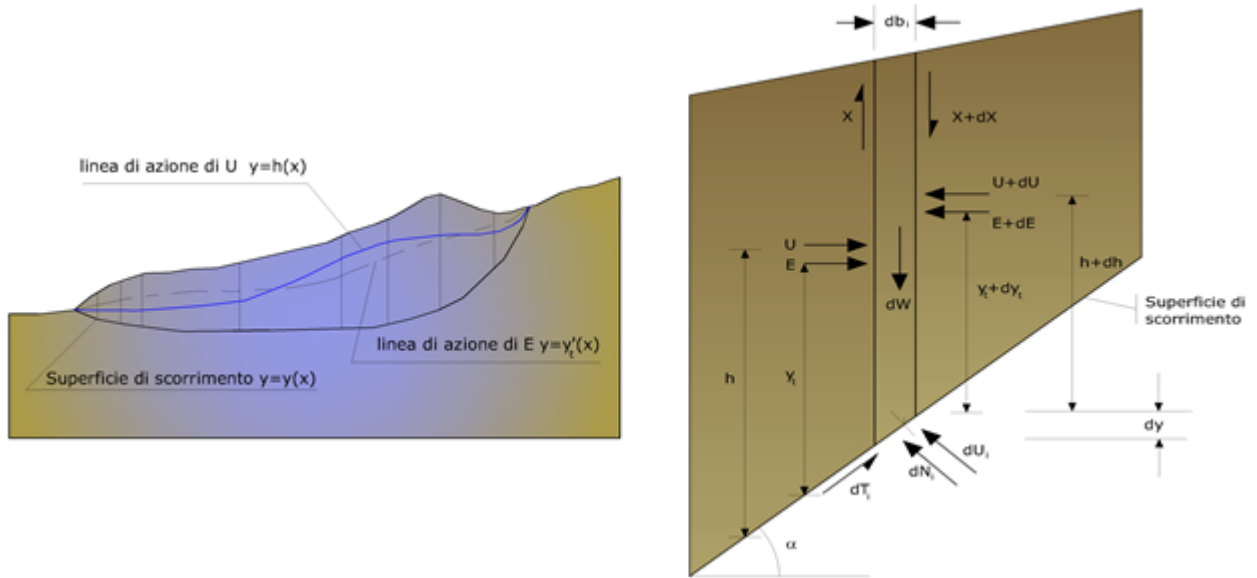 linea di azione di U y=h(x)
linea di azione di E y=y't(x)
Superficie di scorrimento y=y(x)
dbi
X
X+dX
U+dU
E+dE
U
E
dW
h+dh
yt+dyt
Superficie di
scorrimento
h
yt
dy
dUi
dNi
dTi
α